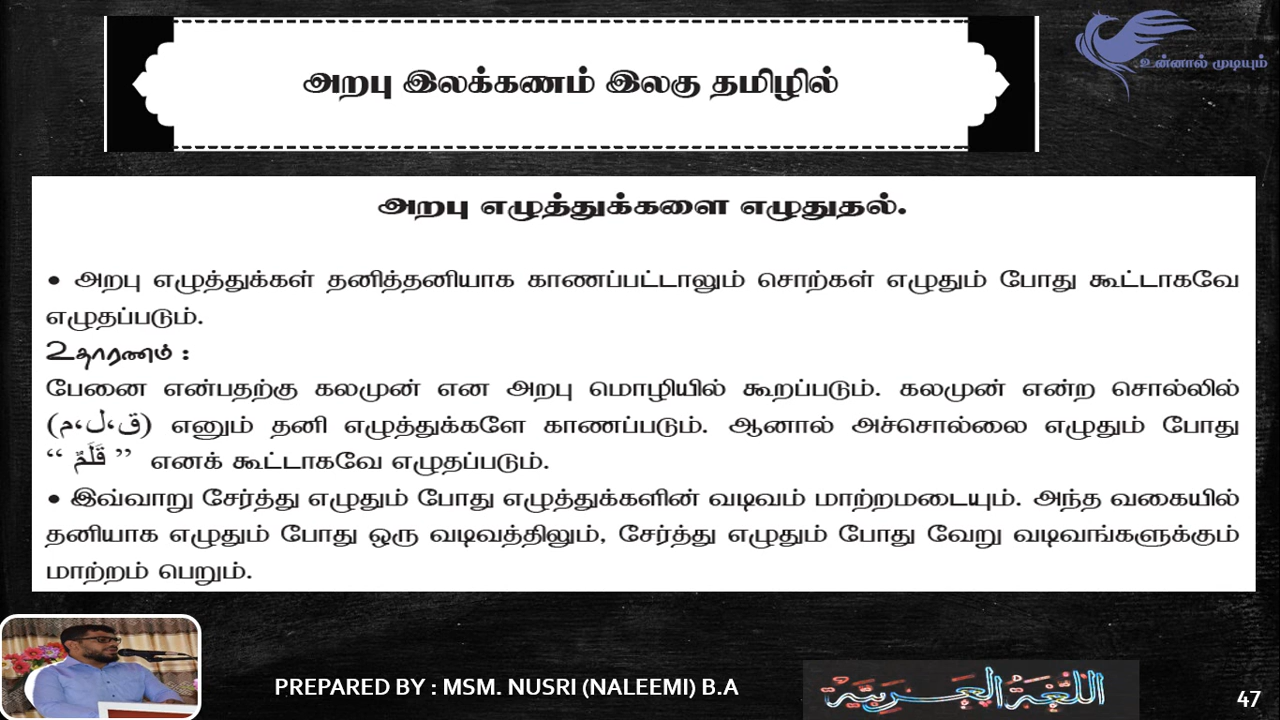 அறபு இலக்கணம் இலகு தமிழில்
உன்னால் முடியும்
அறபு எழுத்துக்களை எழுதுதல்.
• அறபு எழுத்துக்கள் தனித்தனியாக காணப்பட்டாலும் சொற்கள் எழுதும் போது கூட்டாகவே
எழுதப்படும்.
உதாரணம் :
பேனை என்பதற்கு கலமுன் என அறபு மொழியில் கூறப்படும். கலமுன் என்ற சொல்லில்
(ق،ل،م) எனும் தனி எழுத்துக்களே காணப்படும். ஆனால் அச்சொல்லை எழுதும் போது
“ قَلَمٌ ” எனக் கூட்டாகவே எழுதப்படும்.
• இவ்வாறு சேர்த்து எழுதும் போது எழுத்துக்களின் வடிவம் மாற்றமடையும். அந்த வகையில்
தனியாக எழுதும் போது ஒரு வடிவத்திலும், சேர்த்து எழுதும் போது வேறு வடிவங்களுக்கும்
மாற்றம் பெறும்.
PREPARED BY : MSM. NUSRI (NALEEMI) B.A
اللُّغَةُ الْعَرَبِيَّةُ
47